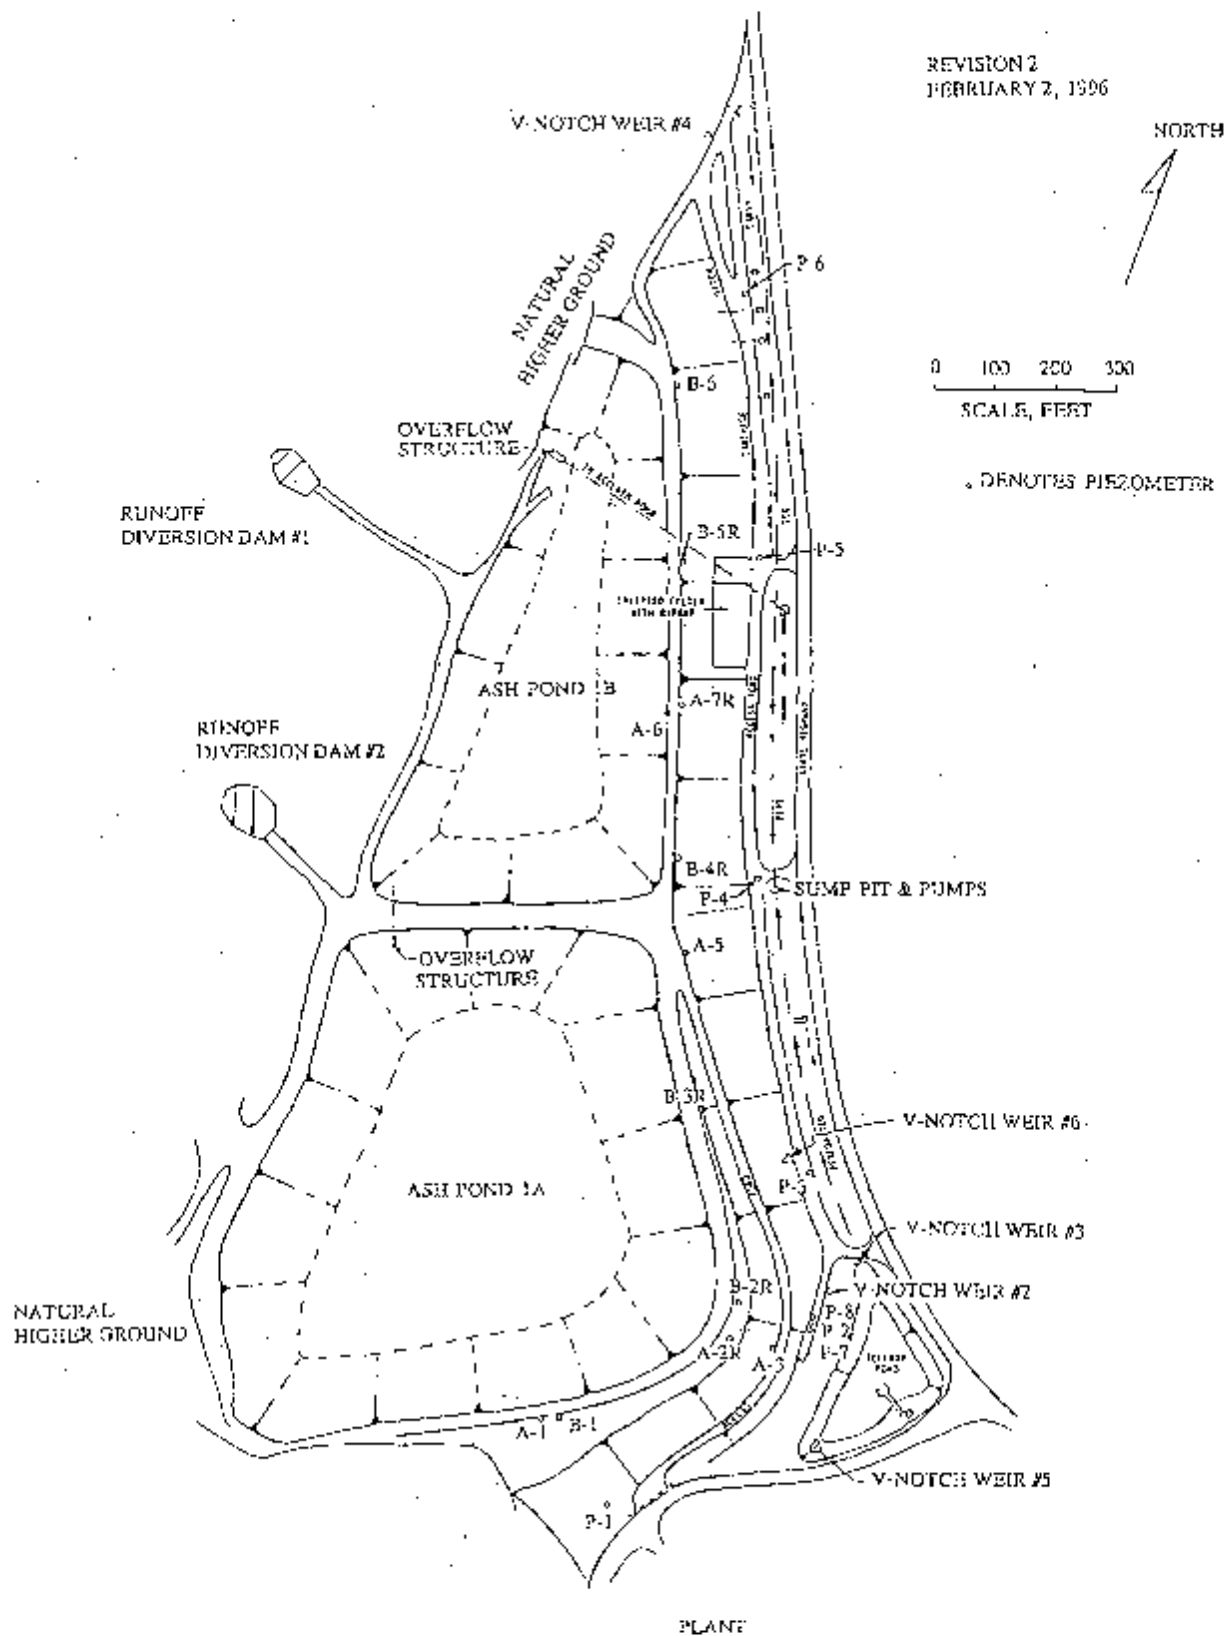 REVISION 2
FEBRUARY 2, 1996
V-NOTCH WEIR #4
NORTH
NATURAL
HIGHER GROUND
P-6
0 100 200 300
SCALE, FEET
B-6
OVERFLOW
STRUCTURE
DENOTES PIEZOMETER
RUNOFF
DIVERSION DAM #1
B-5R
P-5
ASH POND 1B
A-7R
A-6
STATE HIGHWAY
RUNOFF
DIVERSION DAM #2
B-4R
P-4
SUMP PIT & PUMPS
A-5
OVERFLOW
STRUCTURE
B-3R
V-NOTCH WEIR #6
ASH POND 1A
P-3
V-NOTCH WEIR #3
B-2R
V-NOTCH WEIR #2
NATURAL
HIGHER GROUND
P-8
P-2
P-7
A-2R
A-3
A-1
B-1
V-NOTCH WEIR #5
P-1
PLANT